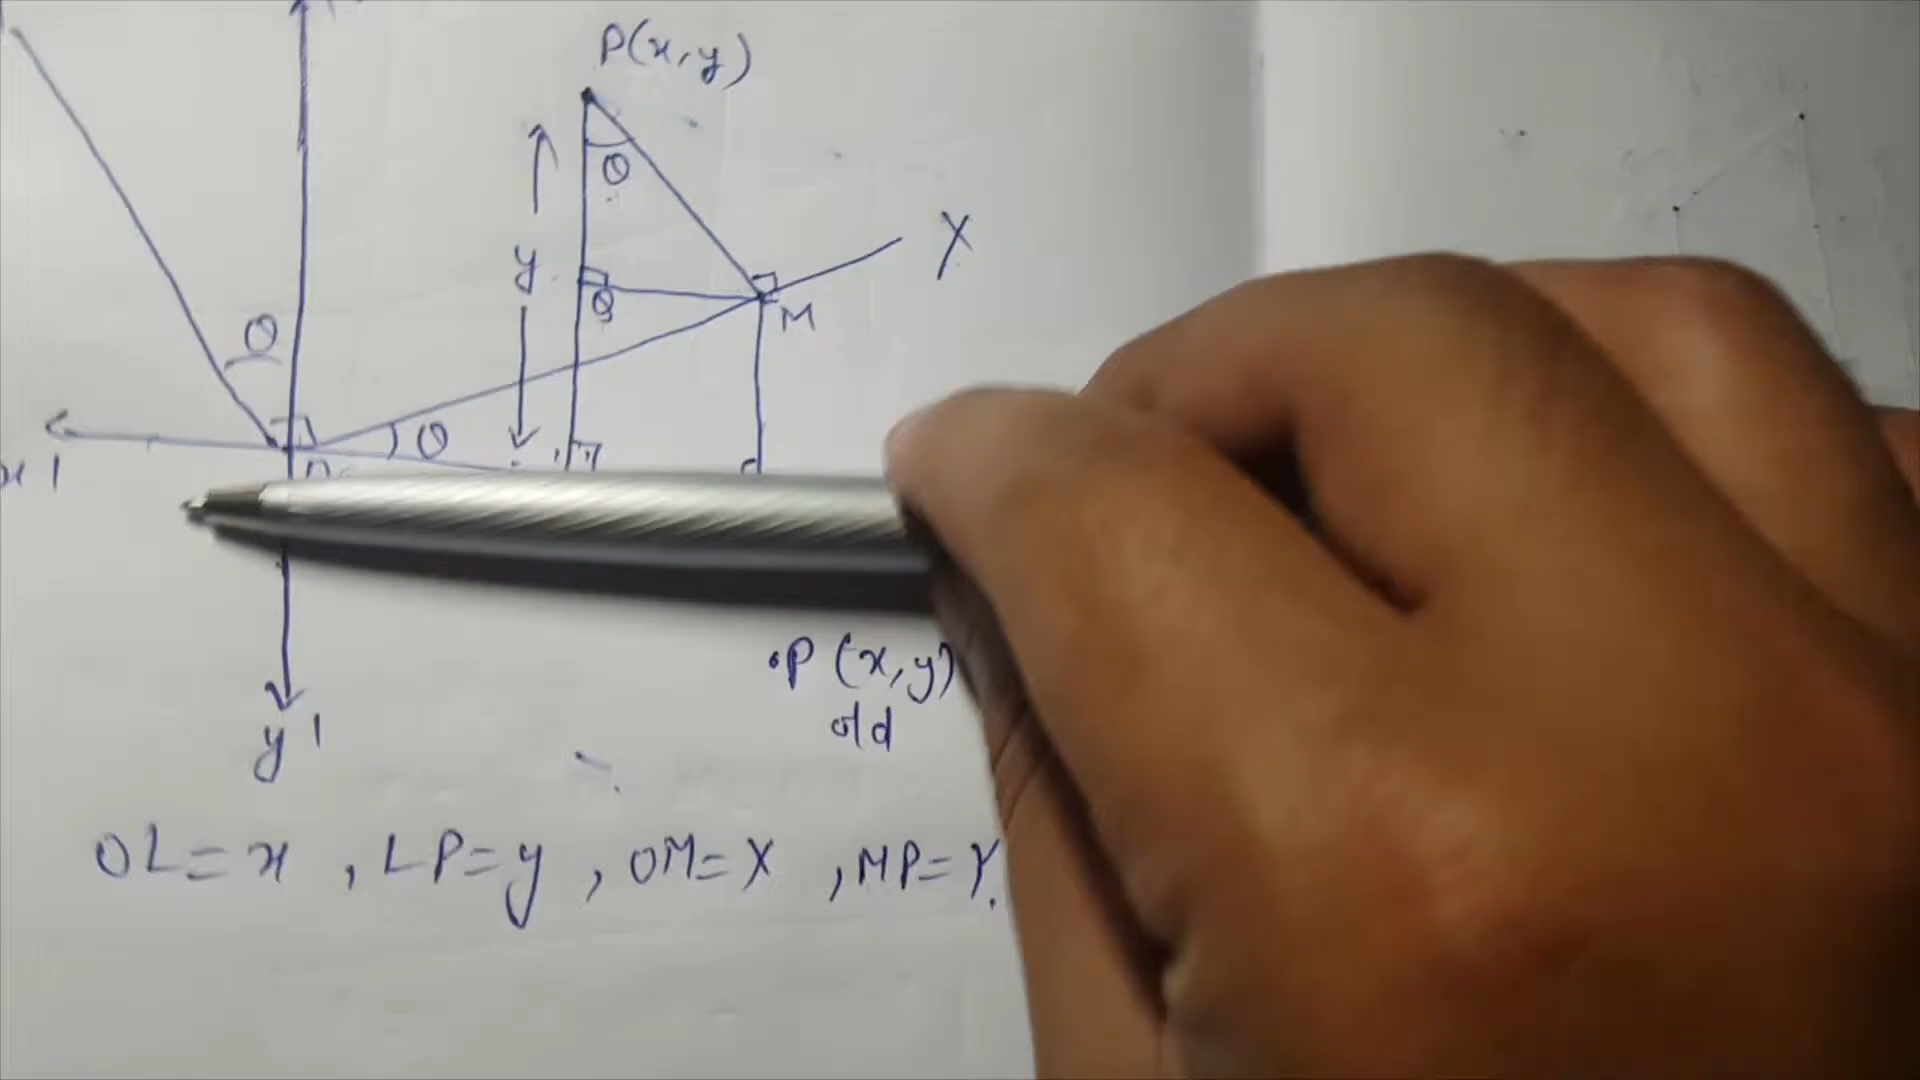 P(x,y)
θ
X
y
Q
M
θ
θ
x'
P (x,y)
old
y'
OL=x , LP=y , OM=X , MP=Y.